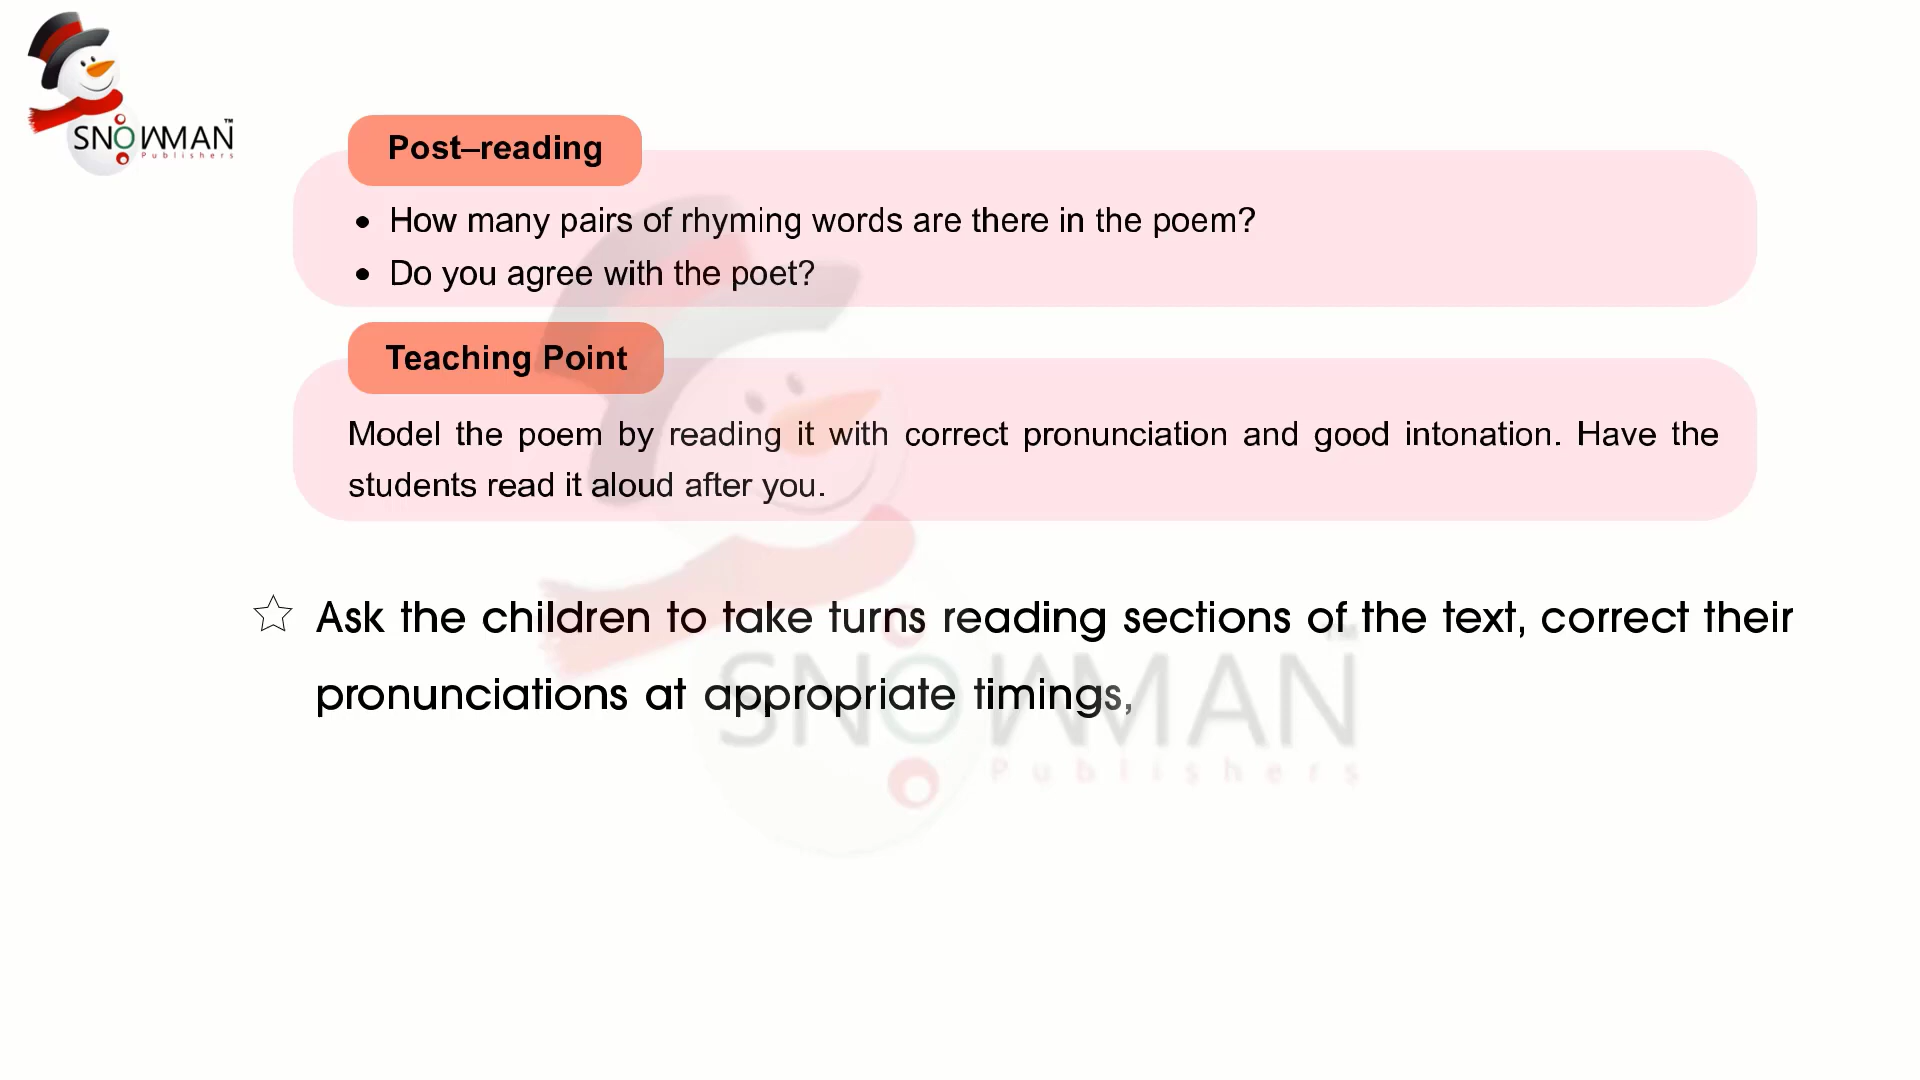 SNOWMAN™
Publishers
Post–reading
• How many pairs of rhyming words are there in the poem?
• Do you agree with the poet?
Teaching Point
Model the poem by reading it with correct pronunciation and good intonation. Have the
students read it aloud after you.
☆ Ask the children to take turns reading sections of the text, correct their
pronunciations at appropriate timings,
SNOWMAN™
Publishers